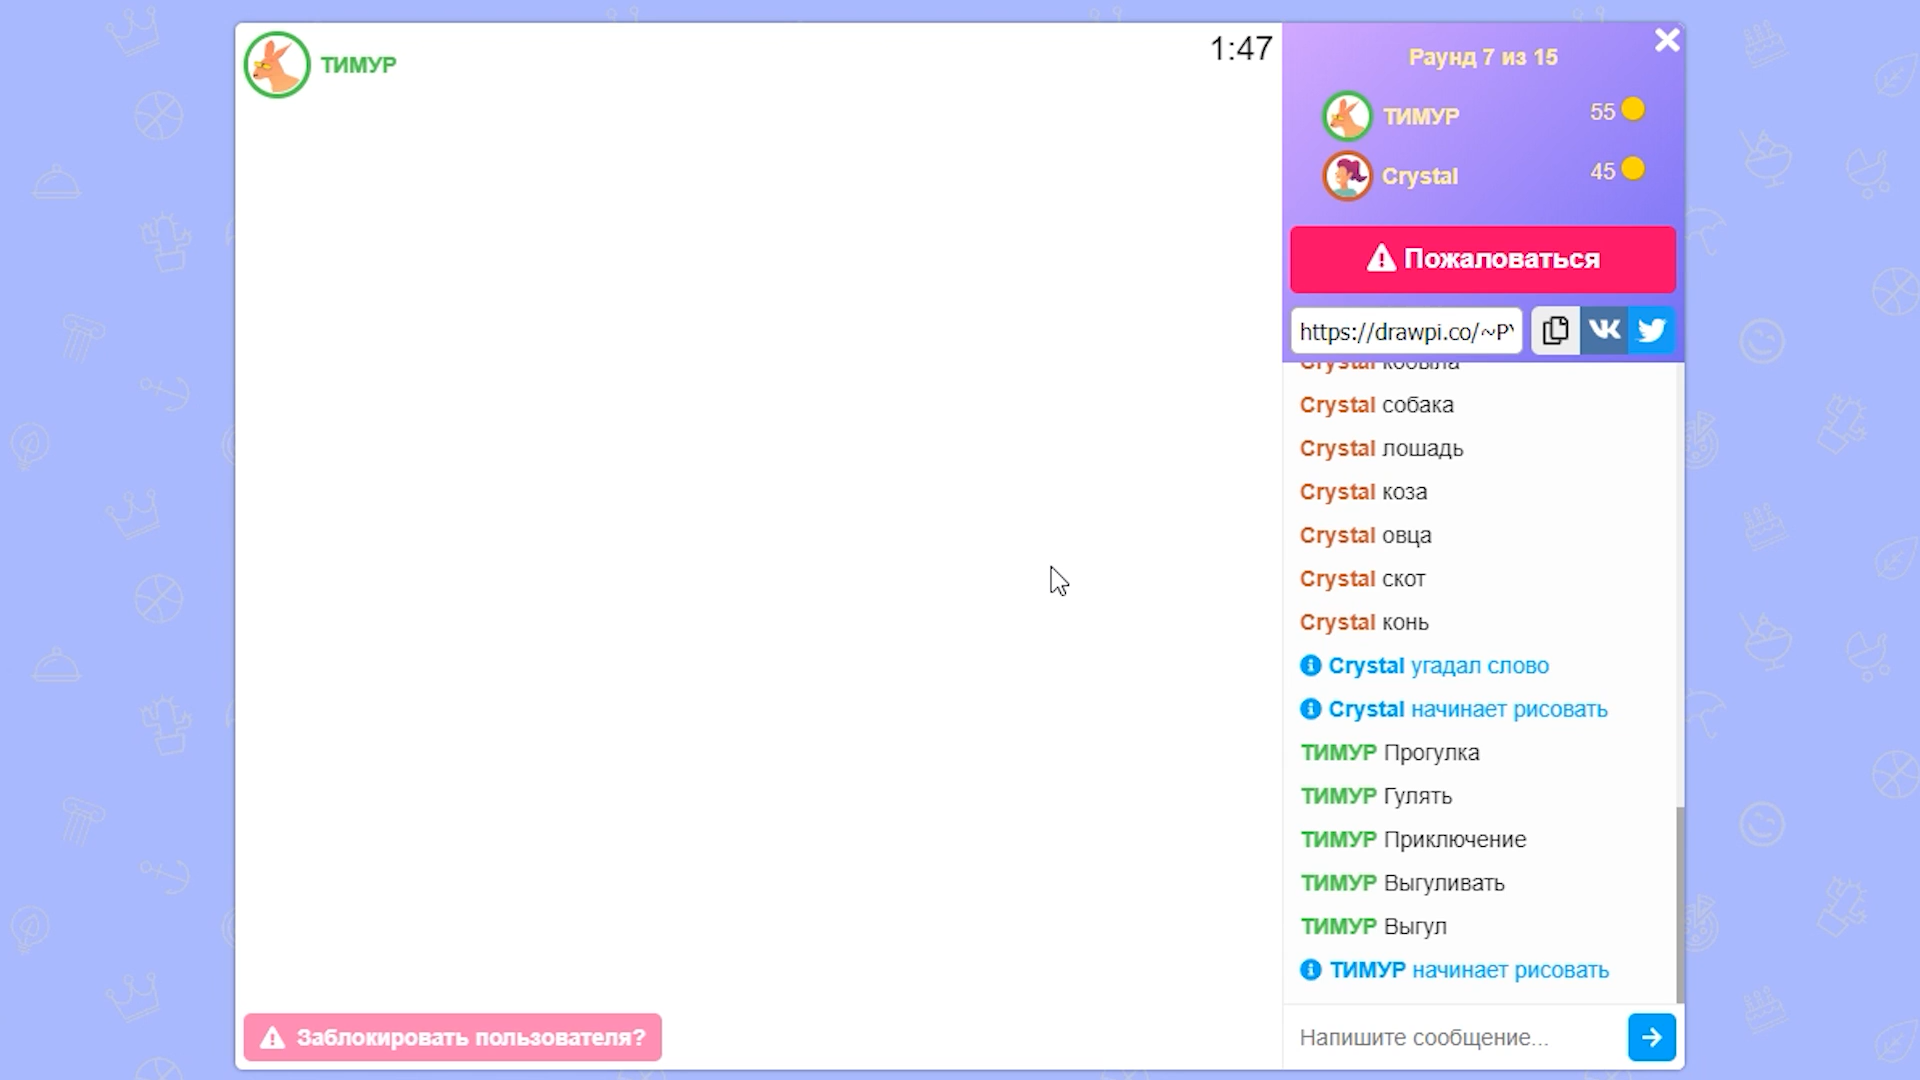 ТИМУР
1:47
Раунд 7 из 15
ТИМУР 55
Crystal 45
Пожаловаться
https://drawpi.co/~P
Crystal кобыла
Crystal собака
Crystal лошадь
Crystal коза
Crystal овца
Crystal скот
Crystal конь
Crystal угадал слово
Crystal начинает рисовать
ТИМУР Прогулка
ТИМУР Гулять
ТИМУР Приключение
ТИМУР Выгуливать
ТИМУР Выгул
ТИМУР начинает рисовать
Заблокировать пользователя?
Напишите сообщение...